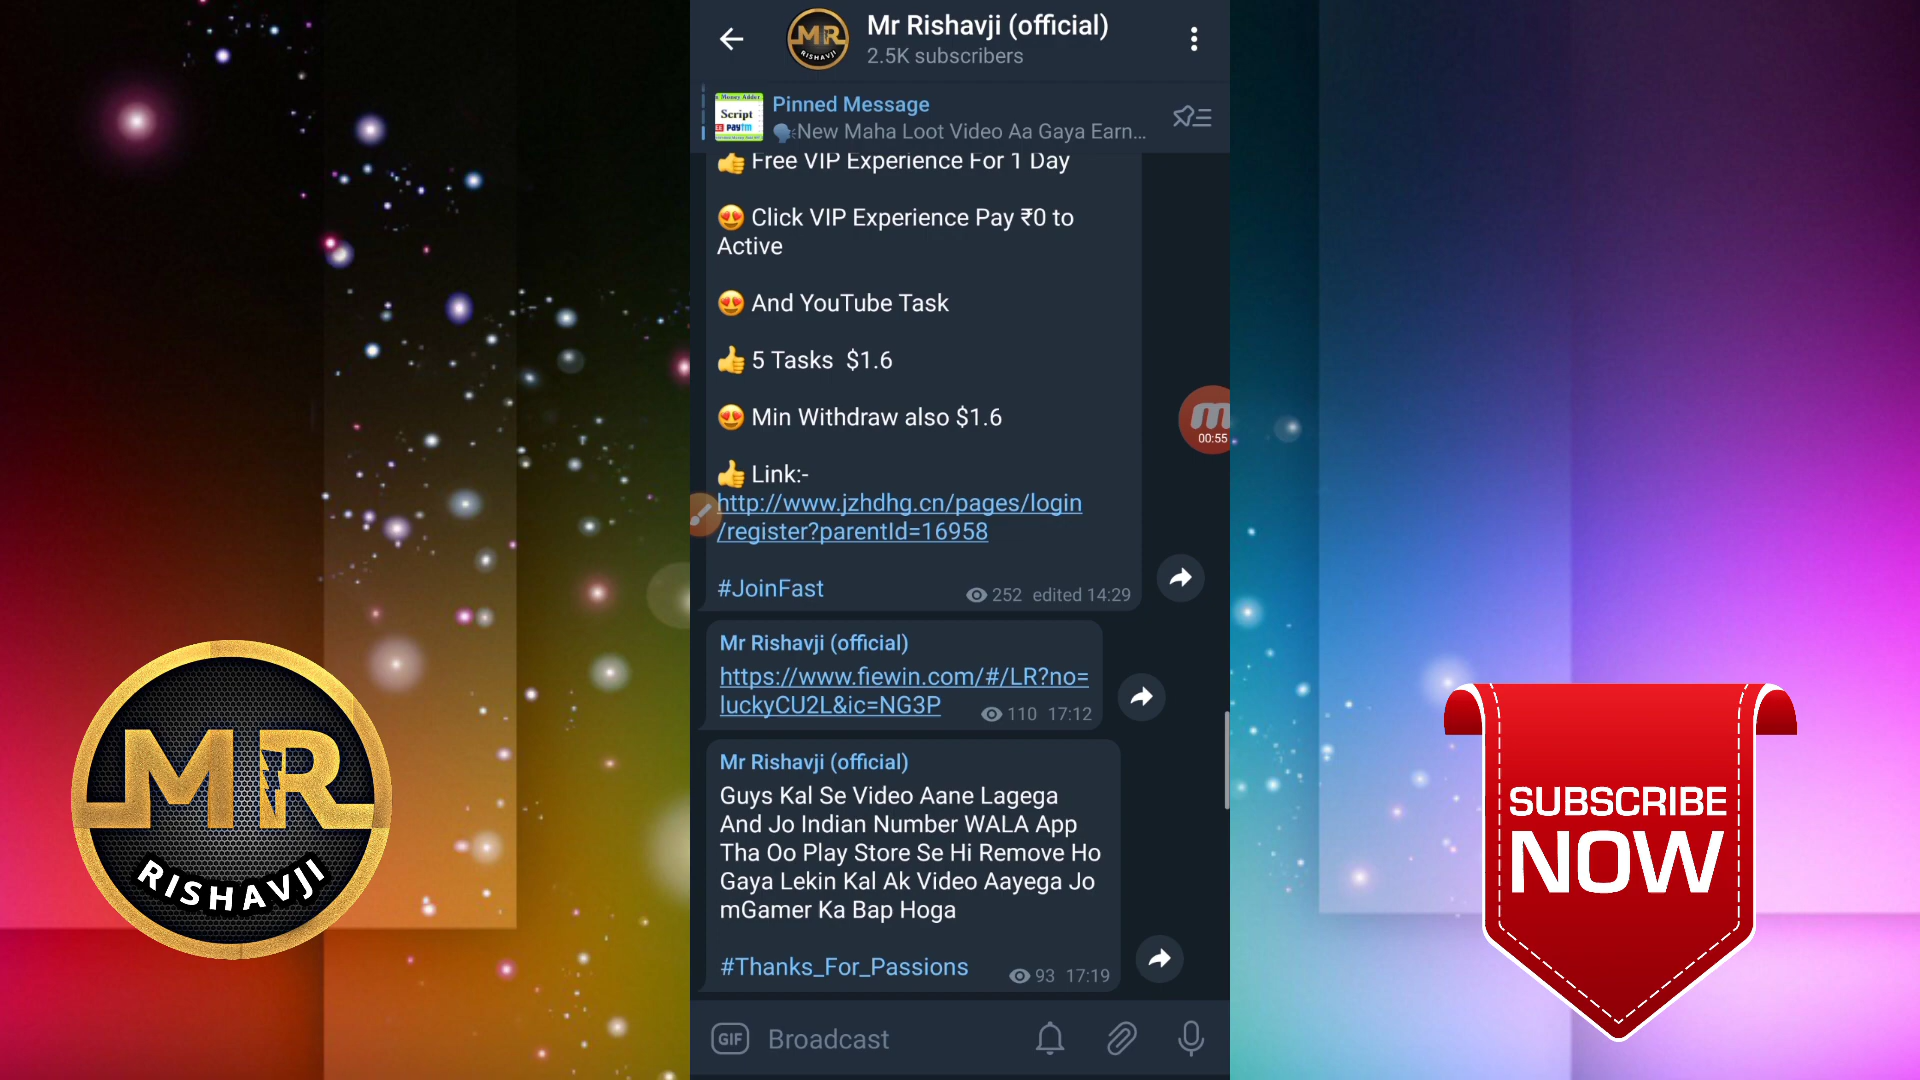 Mr Rishavji (official)
2.5K subscribers
MR
RISHAVJI
Script
Paytm
Pinned Message
New Maha Loot Video Aa Gaya Earn...
👍 Free VIP Experience For 1 Day
😍 Click VIP Experience Pay ₹0 to
Active
😍 And YouTube Task
👍 5 Tasks $1.6
😍 Min Withdraw also $1.6
👍 Link:-
http://www.jzhdhg.cn/pages/login
/register?parentId=16958
#JoinFast
252 edited 14:29
00:55
Mr Rishavji (official)
https://www.fiewin.com/#/LR?no=
luckyCU2L&ic=NG3P
110 17:12
Mr Rishavji (official)
Guys Kal Se Video Aane Lagega
And Jo Indian Number WALA App
Tha Oo Play Store Se Hi Remove Ho
Gaya Lekin Kal Ak Video Aayega Jo
mGamer Ka Bap Hoga
#Thanks_For_Passions
93 17:19
GIF Broadcast
MR
RISHAVJI
SUBSCRIBE
NOW